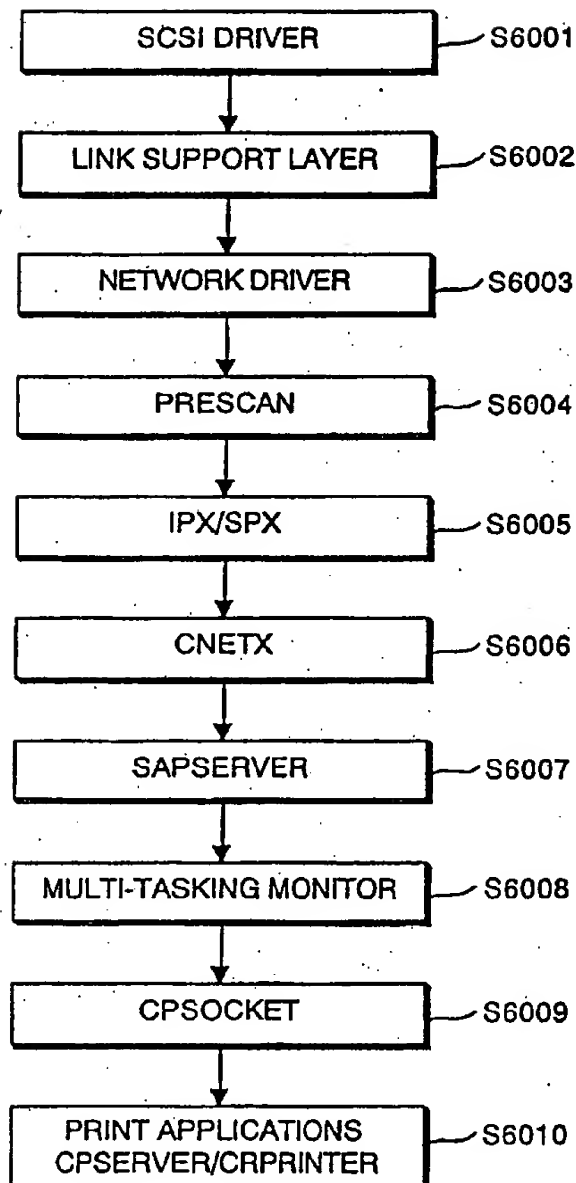 SCSI DRIVER S6001
LINK SUPPORT LAYER S6002
NETWORK DRIVER S6003
PRESCAN S6004
IPX/SPX S6005
CNETX S6006
SAPSERVER S6007
MULTI-TASKING MONITOR S6008
CPSOCKET S6009
PRINT APPLICATIONS S6010
CPSERVER/CRPRINTER